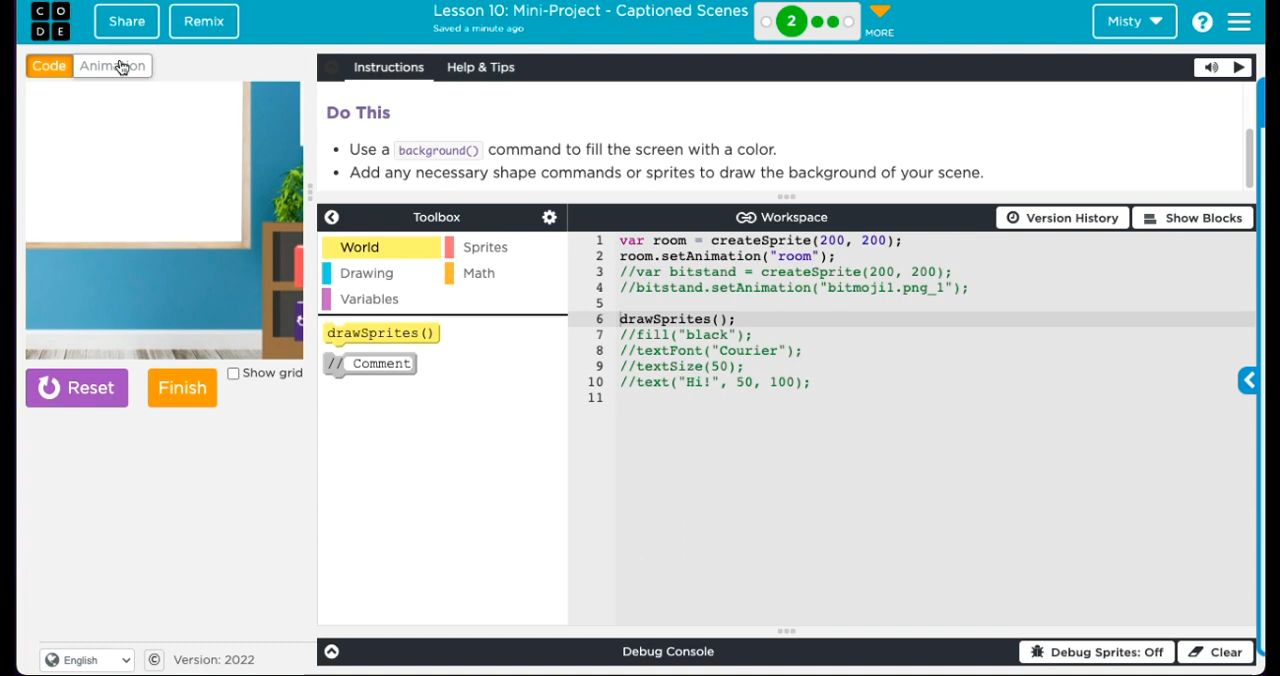 C O
D E
Share
Remix
Lesson 10: Mini-Project - Captioned Scenes
Saved a minute ago
2
MORE
Misty
?
Code
Animation
Instructions
Help & Tips
Do This
• Use a background() command to fill the screen with a color.
• Add any necessary shape commands or sprites to draw the background of your scene.
Toolbox
Workspace
Version History
Show Blocks
World
Sprites
Drawing
Math
Variables
drawSprites()
// Comment
1 var room = createSprite(200, 200);
2 room.setAnimation("room");
3 //var bitstand = createSprite(200, 200);
4 //bitstand.setAnimation("bitmoji1.png_1");
5
6 drawSprites();
7 //fill("black");
8 //textFont("Courier");
9 //textSize(50);
10 //text("Hi!", 50, 100);
11
Reset
Finish
Show grid
English
©
Version: 2022
Debug Console
Debug Sprites: Off
Clear